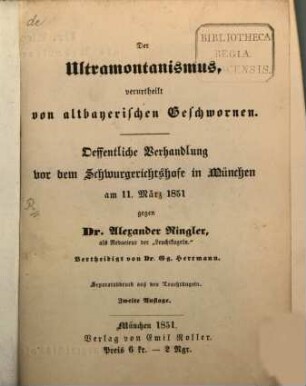 Der
BIBLIOTHECA
REGIA
Ultramontanismus,
verurtheilt
von altbayerischen Geschwornen.
Oeffentliche Verhandlung
vor dem Schwurgerichtshofe in München
am 11. März 1851
gegen
Dr. Alexander Ringler,
als Redakteur der „Leuchtkugeln."
Vertheidigt von Dr. Gg. Herrmann.
Separatabdruck aus den Leuchtkugeln.
Zweite Auflage.
München 1851.
Verlag von Emil Roller.
Preis 6 kr. — 2 Ngr.